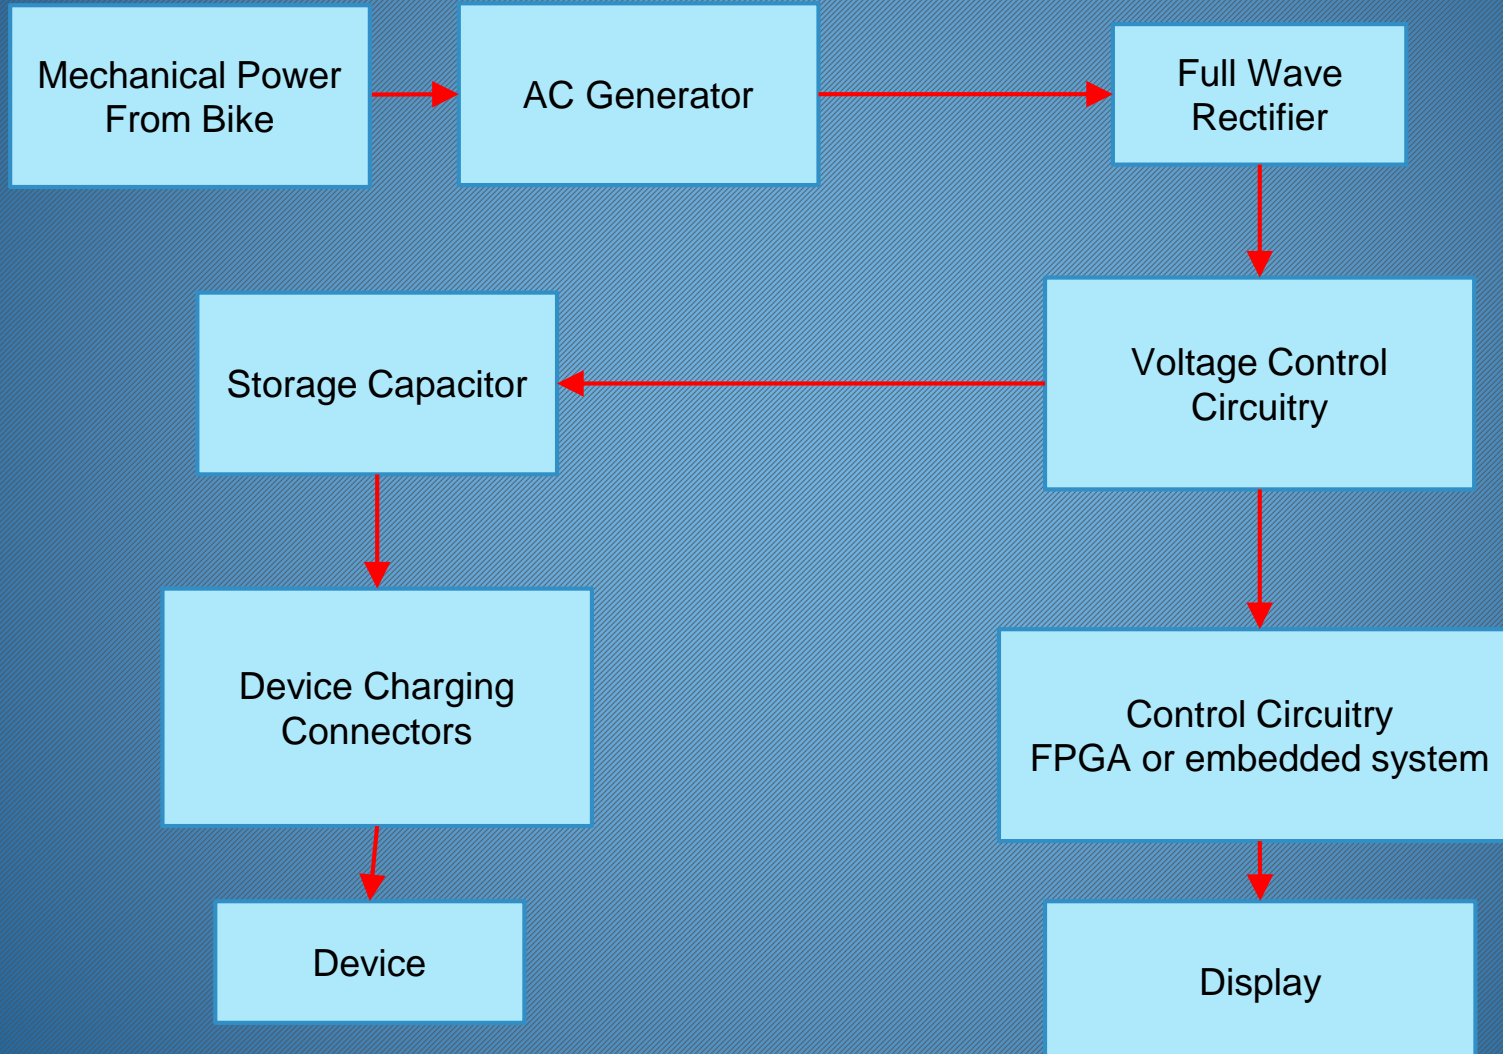 Mechanical Power
From Bike
AC Generator
Full Wave
Rectifier
Storage Capacitor
Voltage Control
Circuitry
Device Charging
Connectors
Control Circuitry
FPGA or embedded system
Device
Display